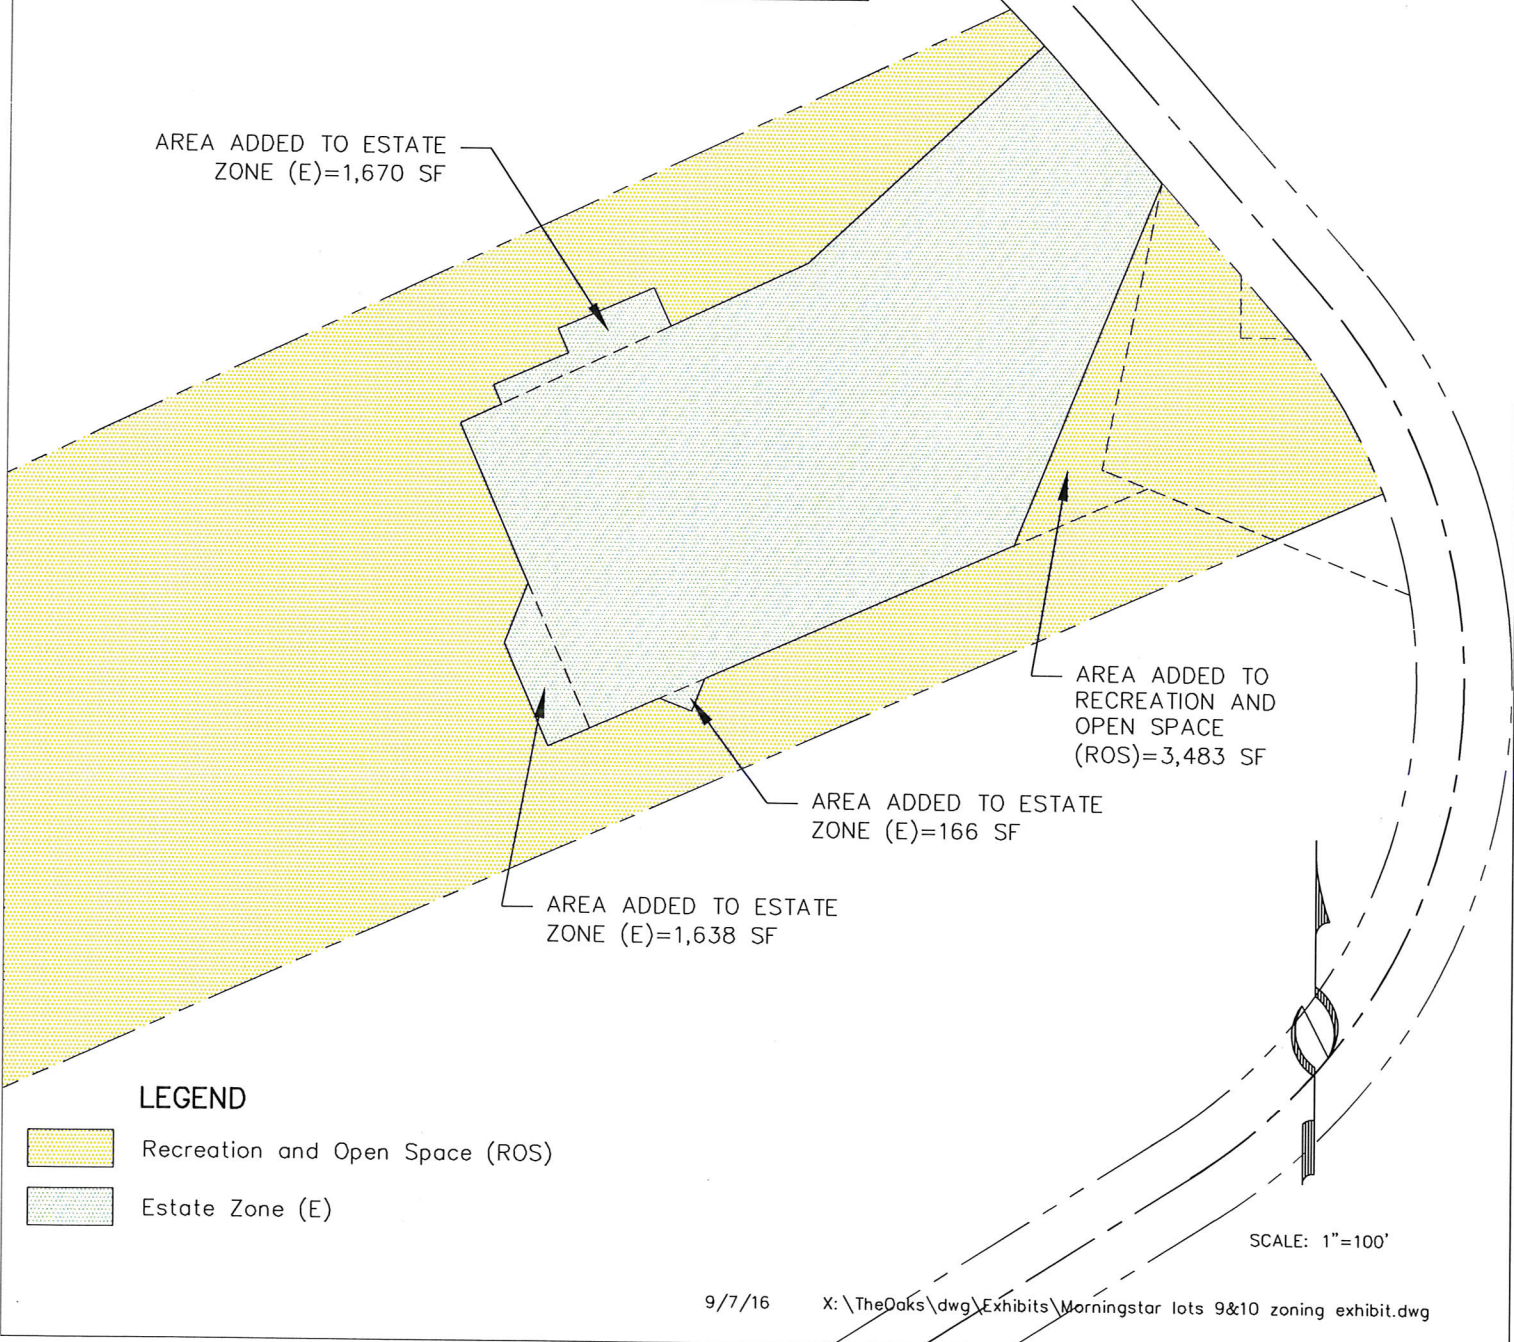 AREA ADDED TO ESTATE
ZONE (E)=1,670 SF
AREA ADDED TO
RECREATION AND
OPEN SPACE
(ROS)=3,483 SF
AREA ADDED TO ESTATE
ZONE (E)=166 SF
AREA ADDED TO ESTATE
ZONE (E)=1,638 SF
LEGEND
Recreation and Open Space (ROS)
Estate Zone (E)
SCALE: 1"=100'
9/7/16 X:\TheOaks\dwg\Exhibits\Morningstar lots 9&10 zoning exhibit.dwg